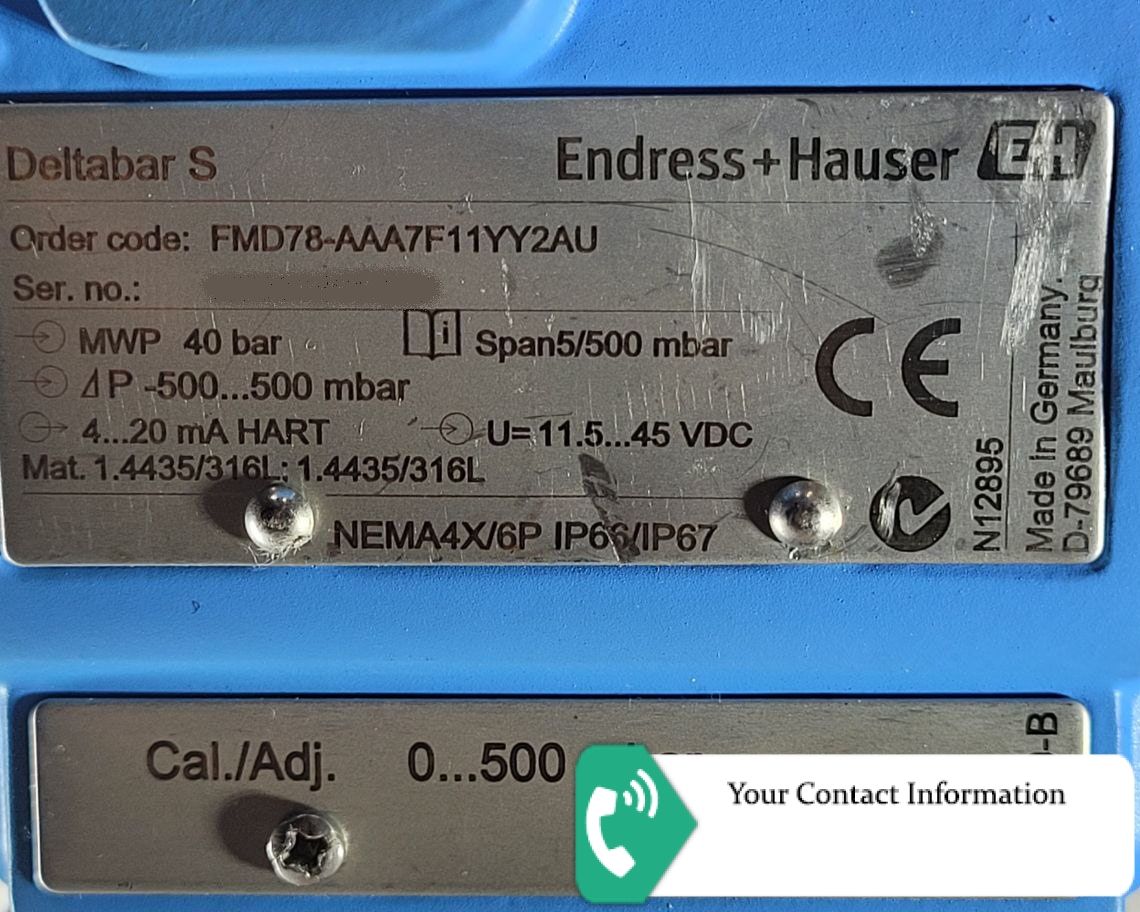 Deltabar S
Endress+Hauser EH
Order code: FMD78-AAA7F11YY2AU
Ser. no.:
MWP 40 bar
i Span5/500 mbar
ΔP -500...500 mbar
4...20 mA HART
U= 11.5...45 VDC
Mat. 1.4435/316L; 1.4435/316L
NEMA4X/6P IP66/IP67
CE
N12895
Made in Germany.
D-79689 Maulburg
Cal./Adj. 0...500
-B
Your Contact Information